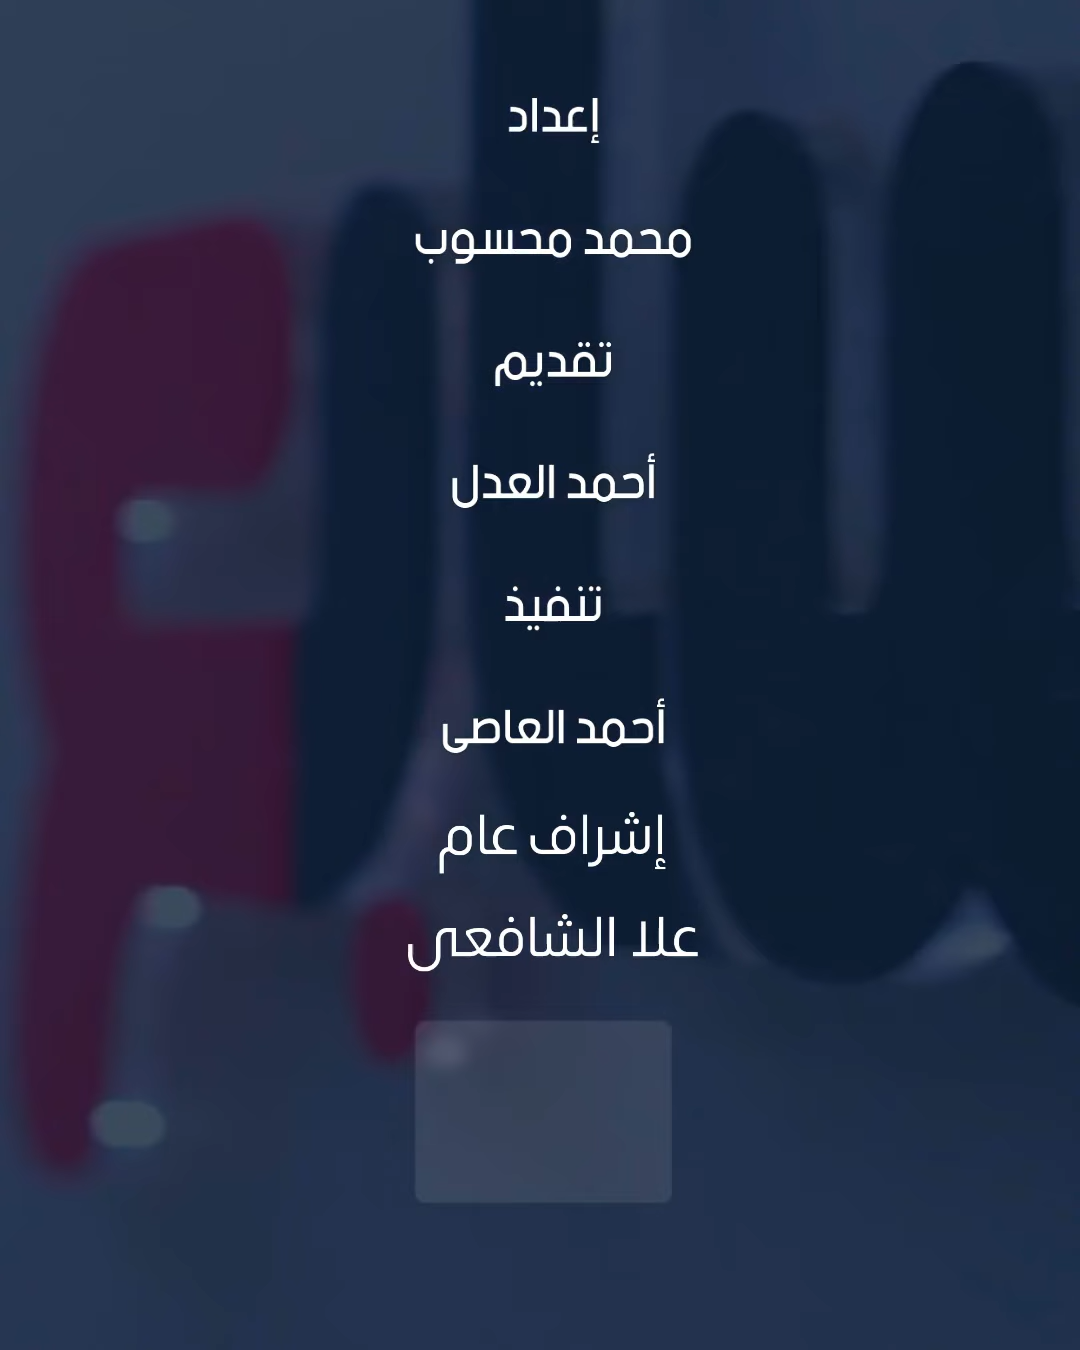 إعداد
محمد محسوب
تقديم
أحمد العدل
تنفيذ
أحمد العاصى
إشراف عام
علا الشافعى